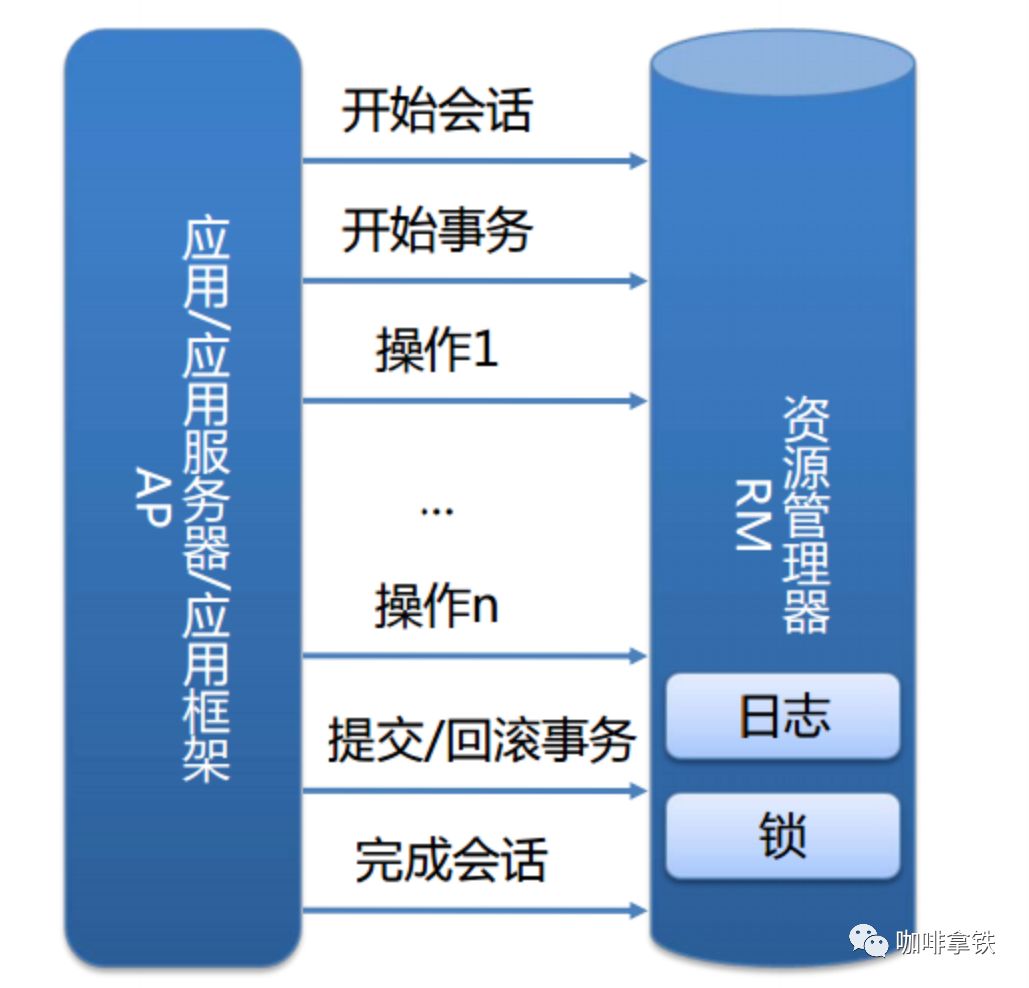 应用/应用服务器/应用框架
AP
开始会话
开始事务
操作1
...
操作n
提交/回滚事务
完成会话
资源管理器
RM
日志
锁
咖啡拿铁